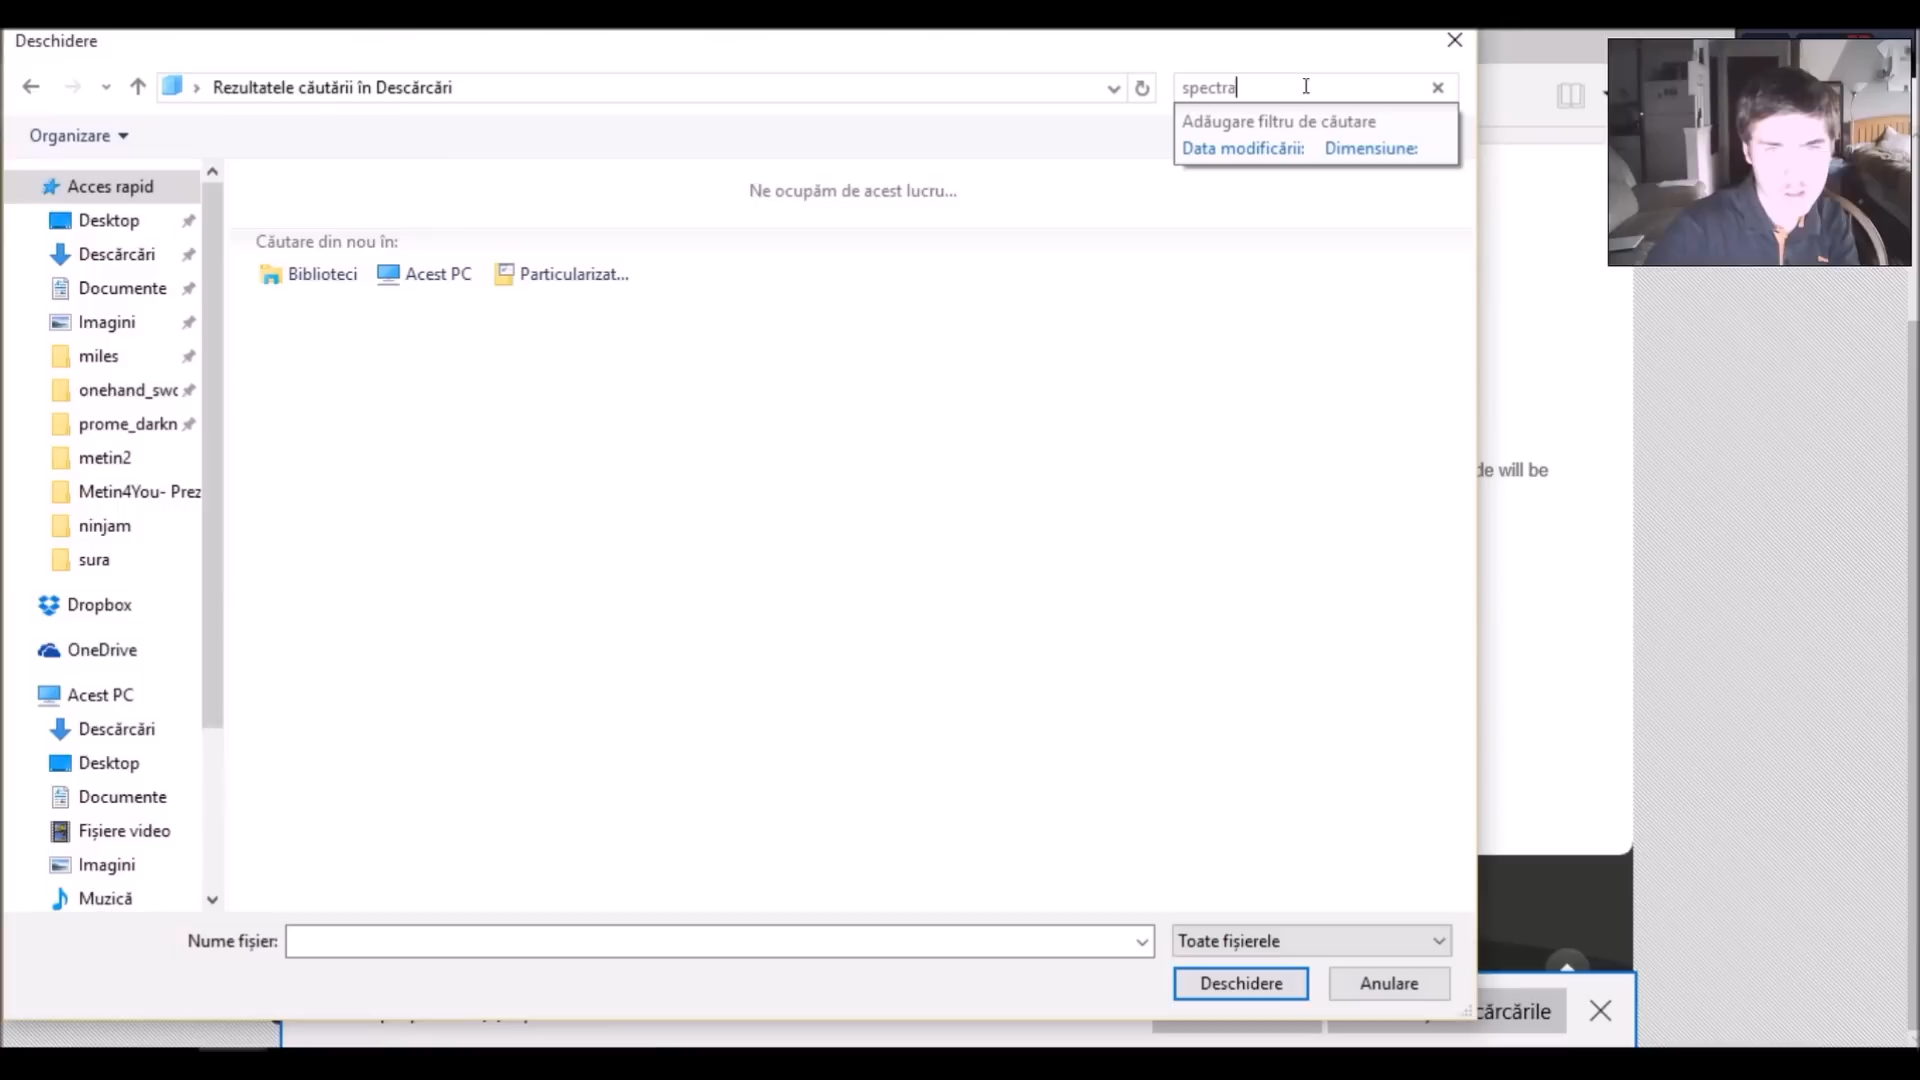 Deschidere
Rezultatele căutării în Descărcări
spectra
Adăugare filtru de căutare
Data modificării: Dimensiune:
Organizare
Ne ocupăm de acest lucru...
Căutare din nou în:
Biblioteci Acest PC Particularizat...
Acces rapid
Desktop
Descărcări
Documente
Imagini
miles
onehand_swc
prome_darkn
metin2
Metin4You- Prez
ninjam
sura
Dropbox
OneDrive
Acest PC
Descărcări
Desktop
Documente
Fișiere video
Imagini
Muzică
de will be
Nume fișier:
Toate fișierele
Deschidere Anulare
cărcările